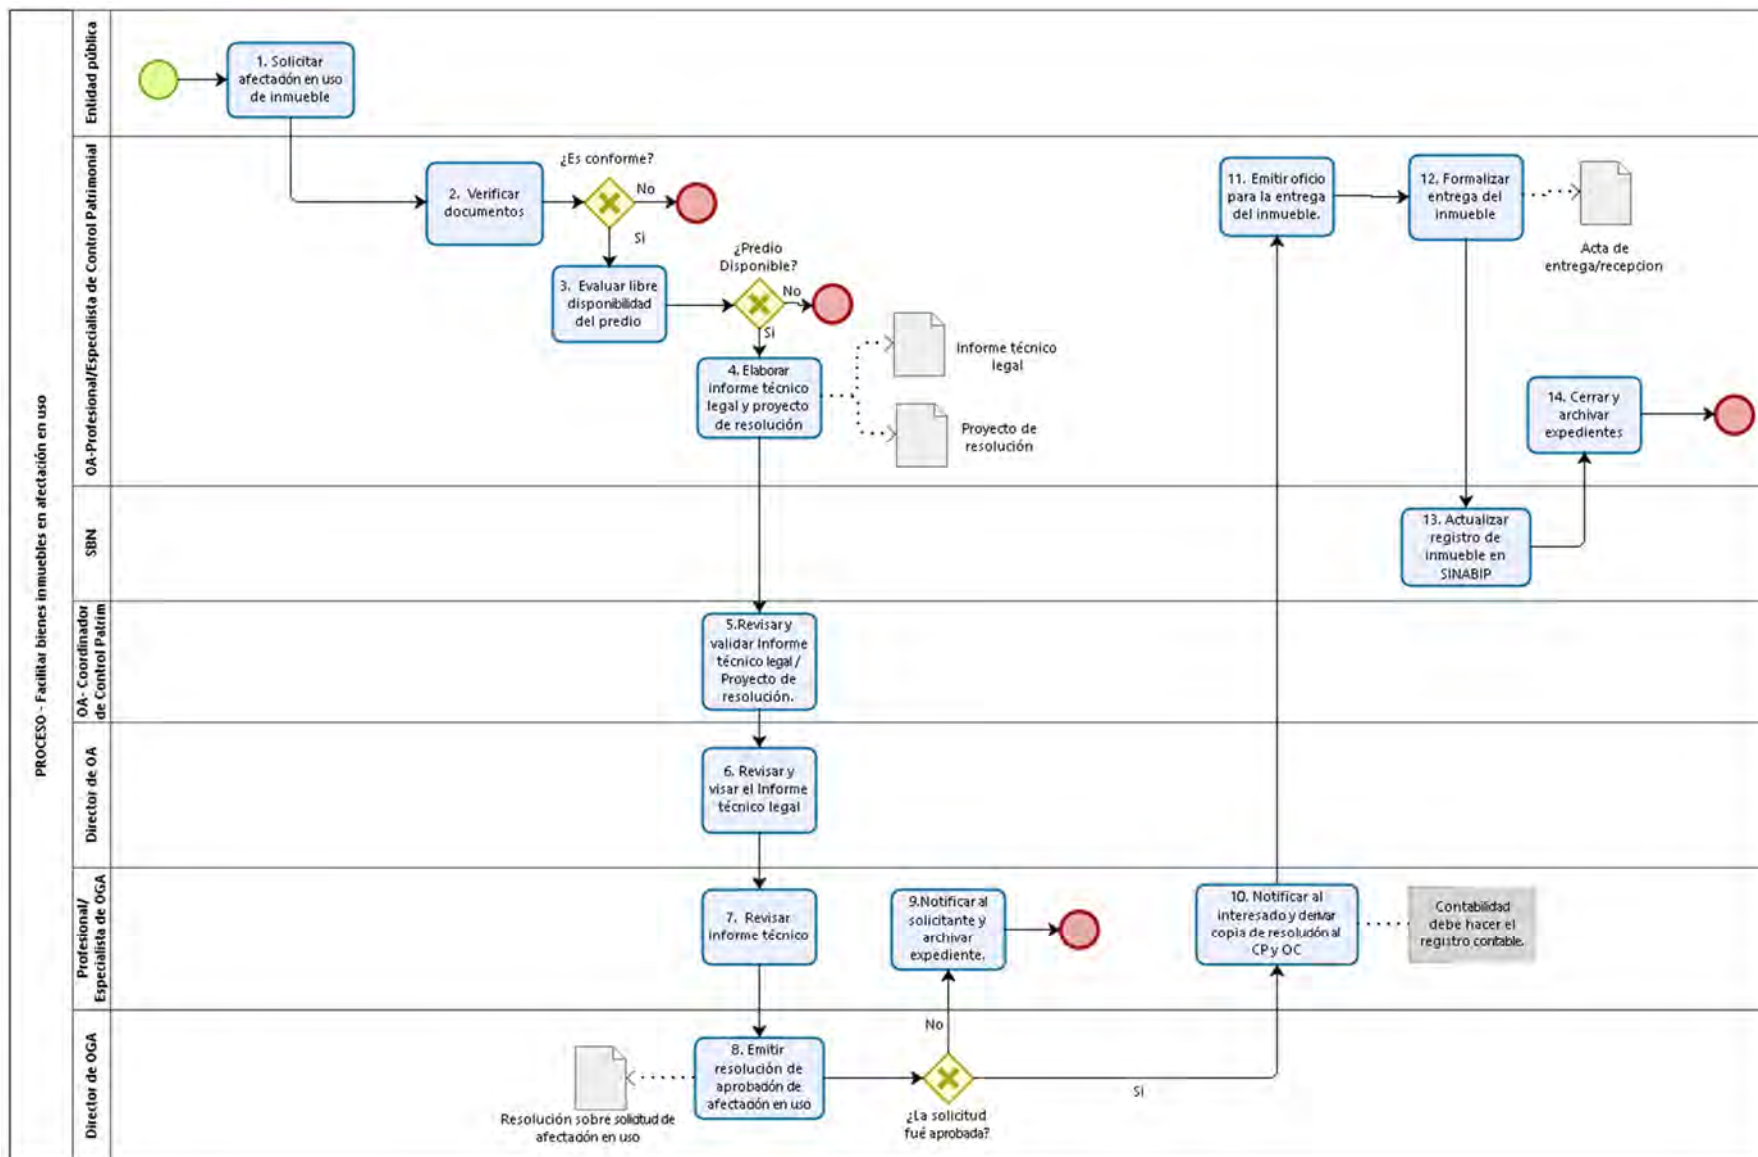 PROCESO - Facilitar bienes inmuebles en afectación en uso
Entidad pública
1. Solicitar
afectación en uso
de inmueble
OA-Profesional/Especialista de Control Patrimonial
2. Verificar
documentos
¿Es conforme?
No
Si
3. Evaluar libre
disponibilidad
del predio
¿Predio
Disponible?
No
Si
4. Elaborar
informe técnico
legal y proyecto
de resolución
Informe técnico
legal
Proyecto de
resolución
11. Emitir oficio
para la entrega
del inmueble.
12. Formalizar
entrega del
inmueble
Acta de
entrega/recepcion
14. Cerrar y
archivar
expedientes
SBN
13. Actualizar
registro de
inmueble en
SINABIP
OA- Coordinador
de Control Patrim
5.Revisar y
validar Informe
técnico legal /
Proyecto de
resolución.
Director de OA
6. Revisar y
visar el Informe
técnico legal
Profesional/
Especialista de OGA
7. Revisar
informe técnico
9.Notificar al
solicitante y
archivar
expediente.
10. Notificar al
interesado y derivar
copia de resolución al
CP y OC
Contabilidad
debe hacer el
registro contable.
Director de OGA
8. Emitir
resolución de
aprobación de
afectación en uso
Resolución sobre solicitud de
afectación en uso
No
Si
¿La solicitud
fué aprobada?